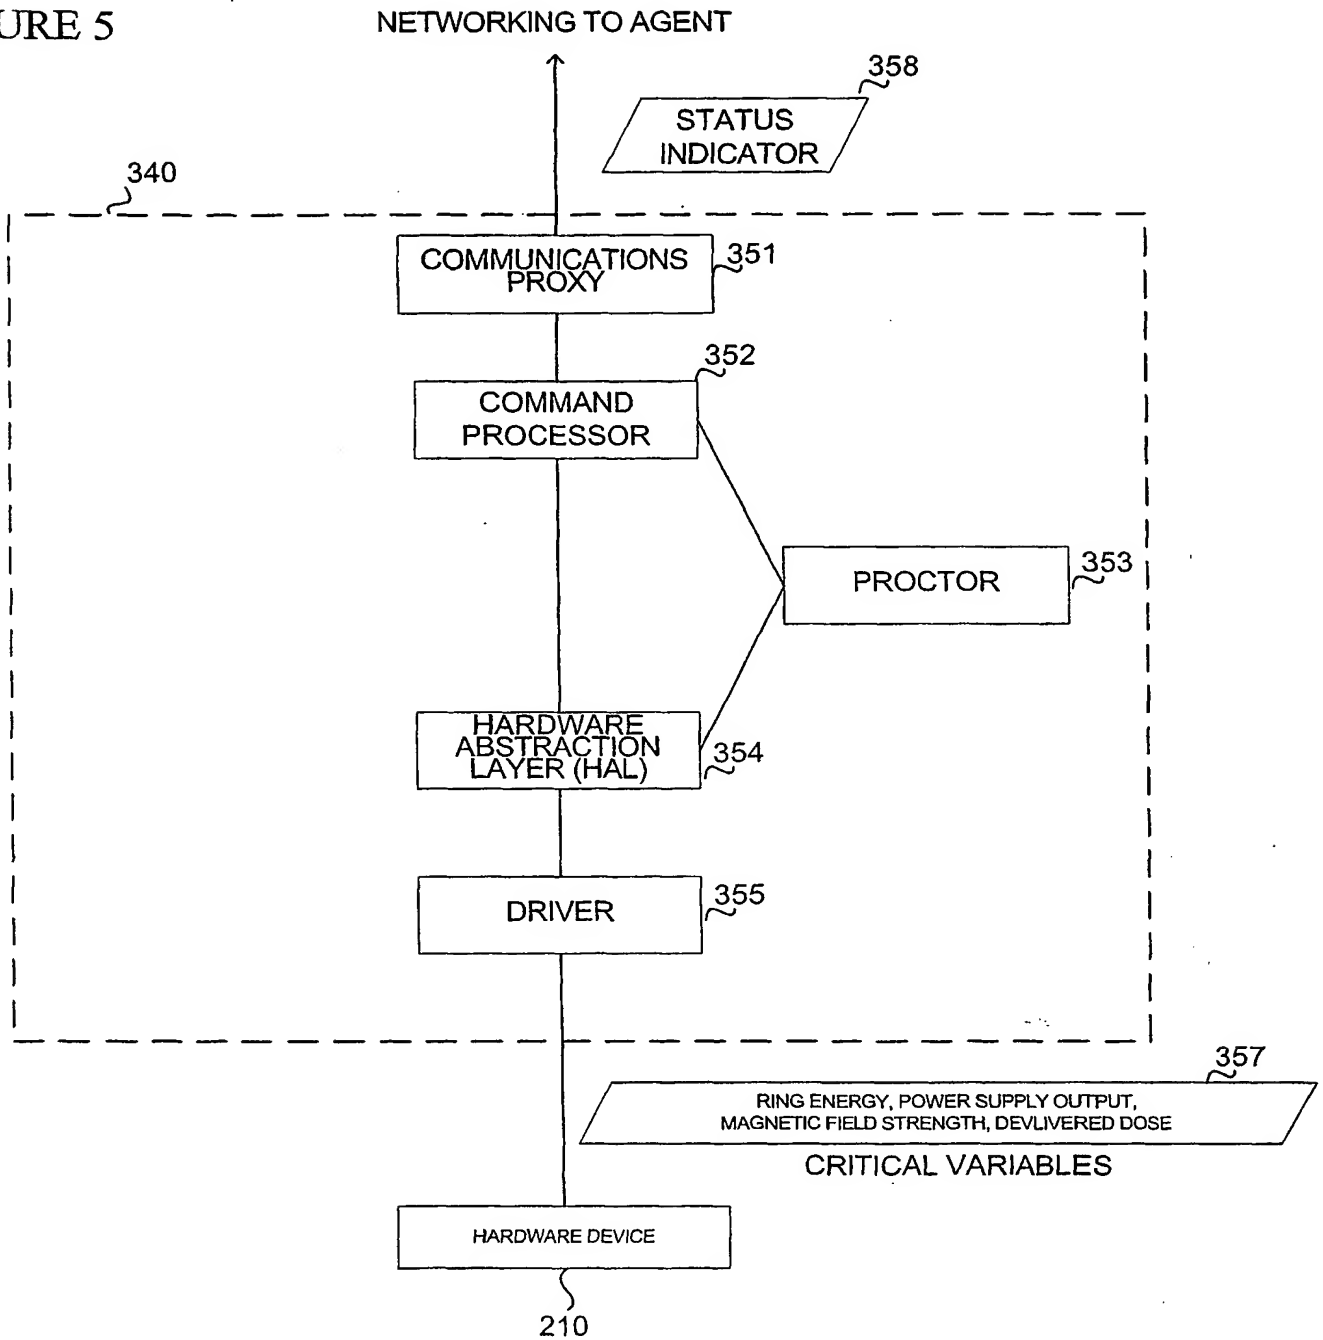 URE 5
NETWORKING TO AGENT
358
STATUS
INDICATOR
340
COMMUNICATIONS
PROXY
351
352
COMMAND
PROCESSOR
PROCTOR
353
HARDWARE
ABSTRACTION
LAYER (HAL)
354
DRIVER
355
357
RING ENERGY, POWER SUPPLY OUTPUT,
MAGNETIC FIELD STRENGTH, DEVLIVERED DOSE
CRITICAL VARIABLES
HARDWARE DEVICE
210